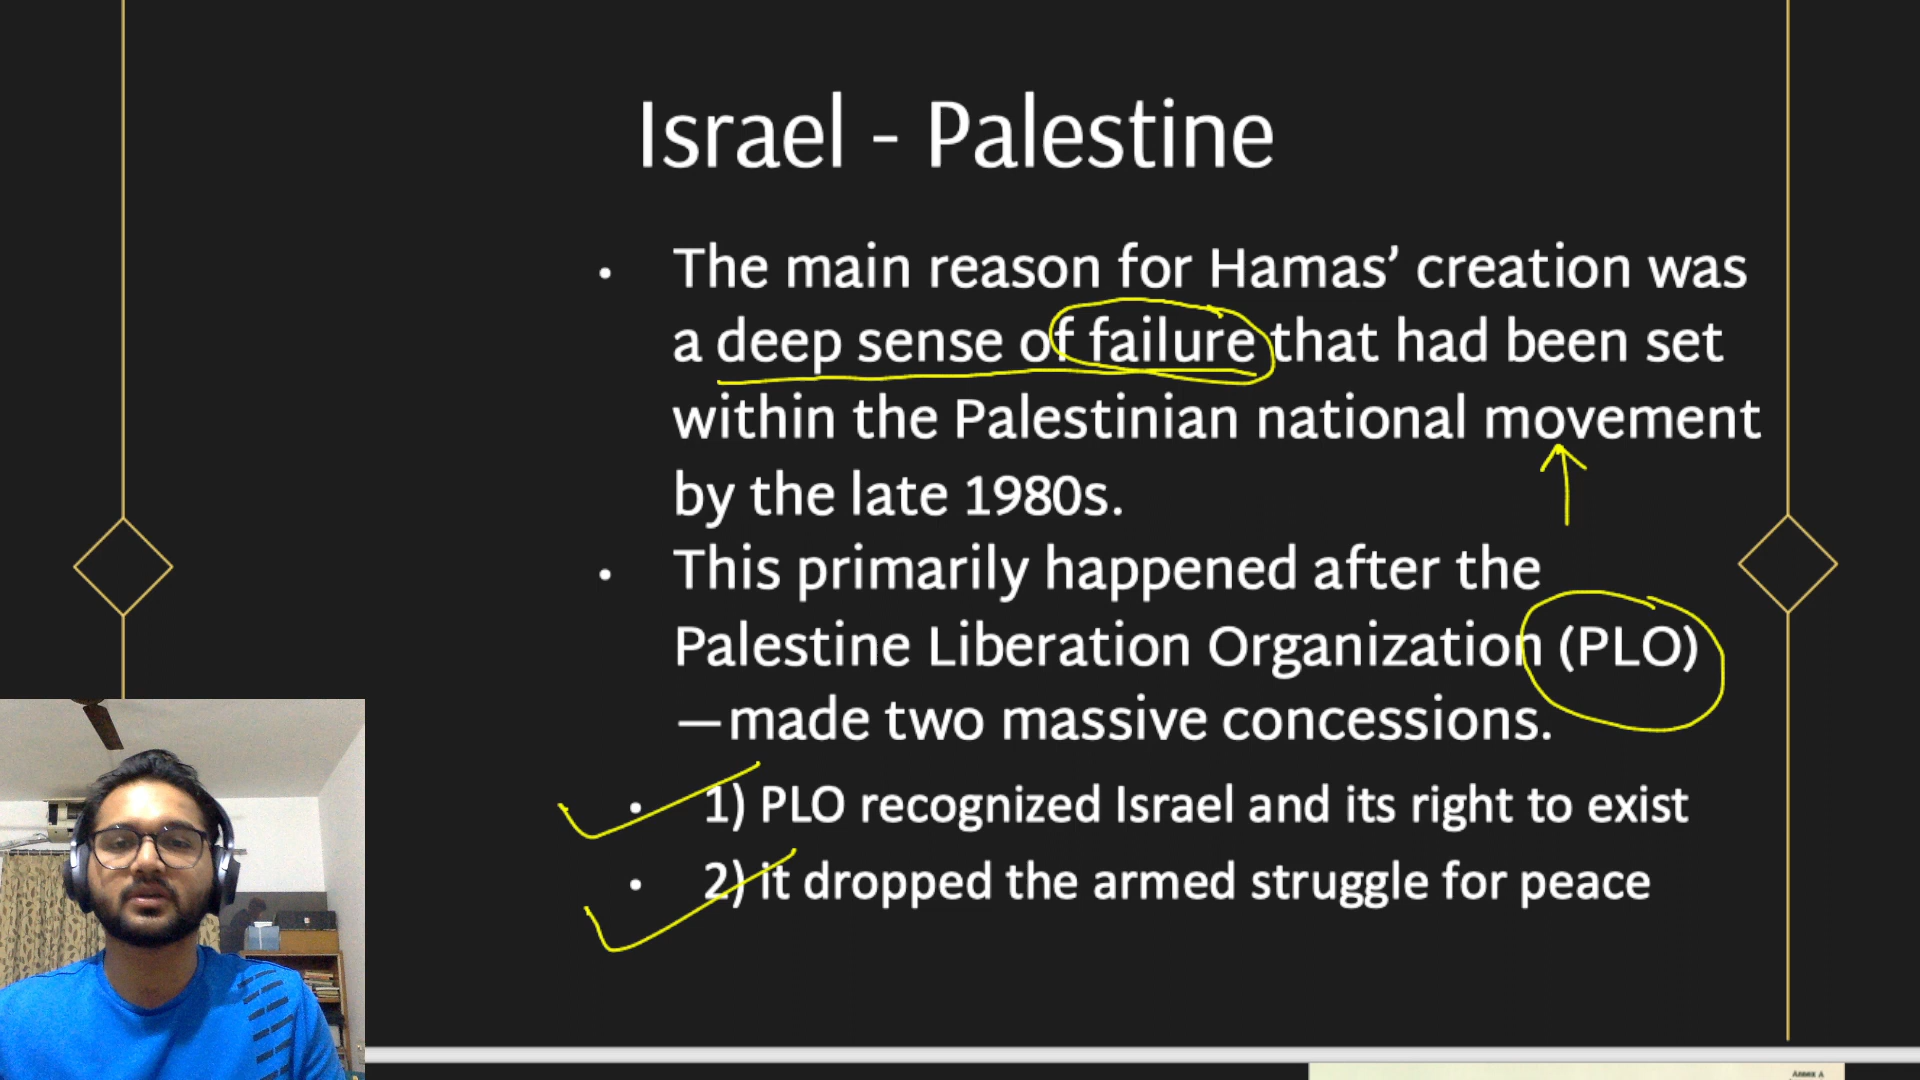 Israel - Palestine
• The main reason for Hamas’ creation was
a deep sense of failure that had been set
within the Palestinian national movement
by the late 1980s.
• This primarily happened after the
Palestine Liberation Organization (PLO)
—made two massive concessions.
• 1) PLO recognized Israel and its right to exist
• 2) it dropped the armed struggle for peace
Annex A